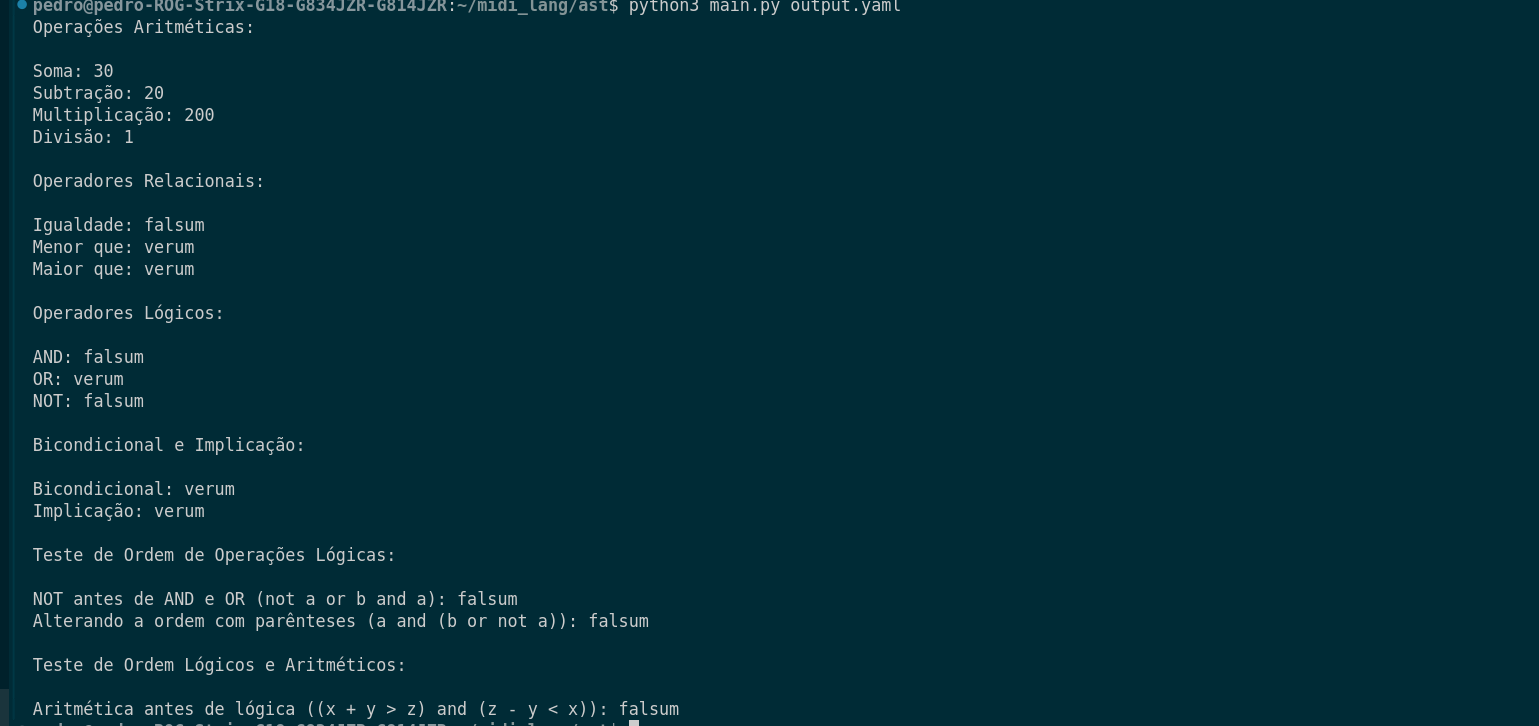 pedro@pedro-ROG-Strix-G18-G834JZR-G814JZR:~/midi_lang/ast$ python3 main.py output.yaml
Operações Aritméticas:
Soma: 30
Subtração: 20
Multiplicação: 200
Divisão: 1
Operadores Relacionais:
Igualdade: falsum
Menor que: verum
Maior que: verum
Operadores Lógicos:
AND: falsum
OR: verum
NOT: falsum
Bicondicional e Implicação:
Bicondicional: verum
Implicação: verum
Teste de Ordem de Operações Lógicas:
NOT antes de AND e OR (not a or b and a): falsum
Alterando a ordem com parênteses (a and (b or not a)): falsum
Teste de Ordem Lógicos e Aritméticos:
Aritmética antes de lógica ((x + y > z) and (z - y < x)): falsum